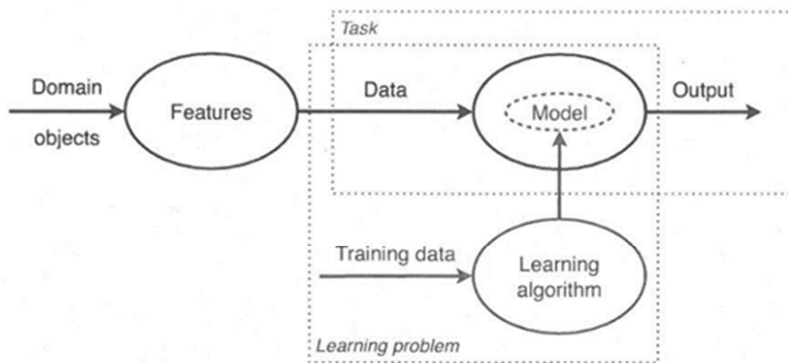 Task
Domain
objects
Features
Data
Model
Output
Training data
Learning
algorithm
Learning problem